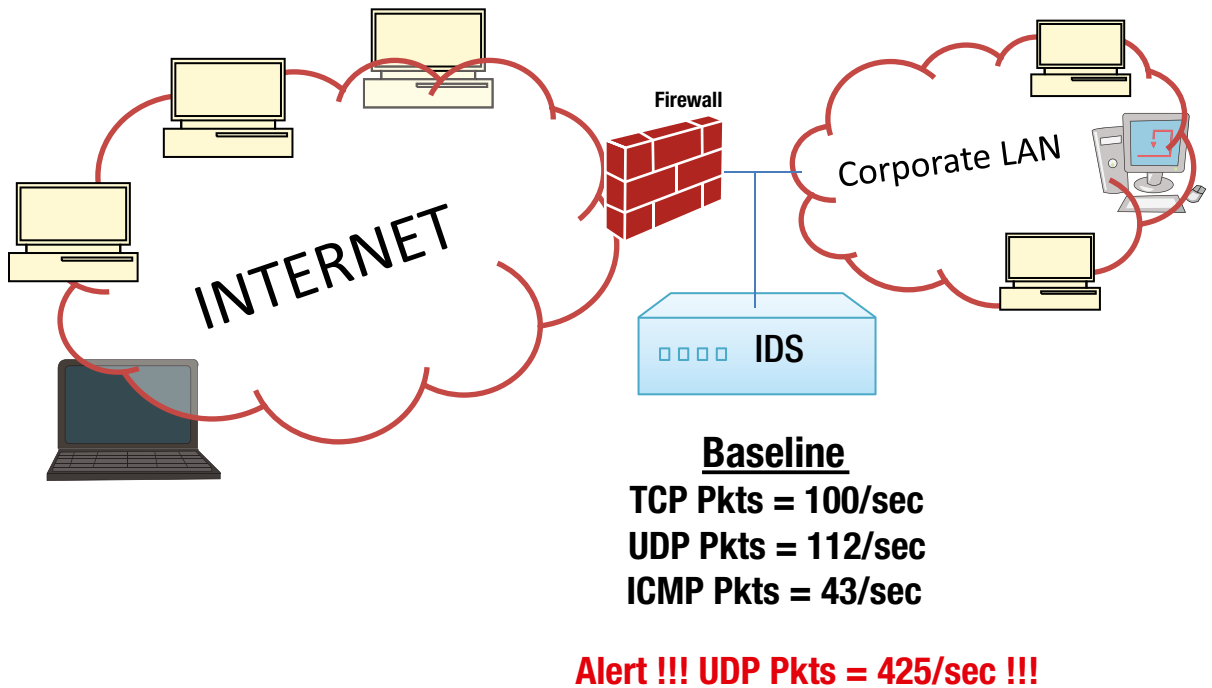 Firewall
INTERNET
Corporate LAN
IDS
Baseline
TCP Pkts = 100/sec
UDP Pkts = 112/sec
ICMP Pkts = 43/sec
Alert !!! UDP Pkts = 425/sec !!!